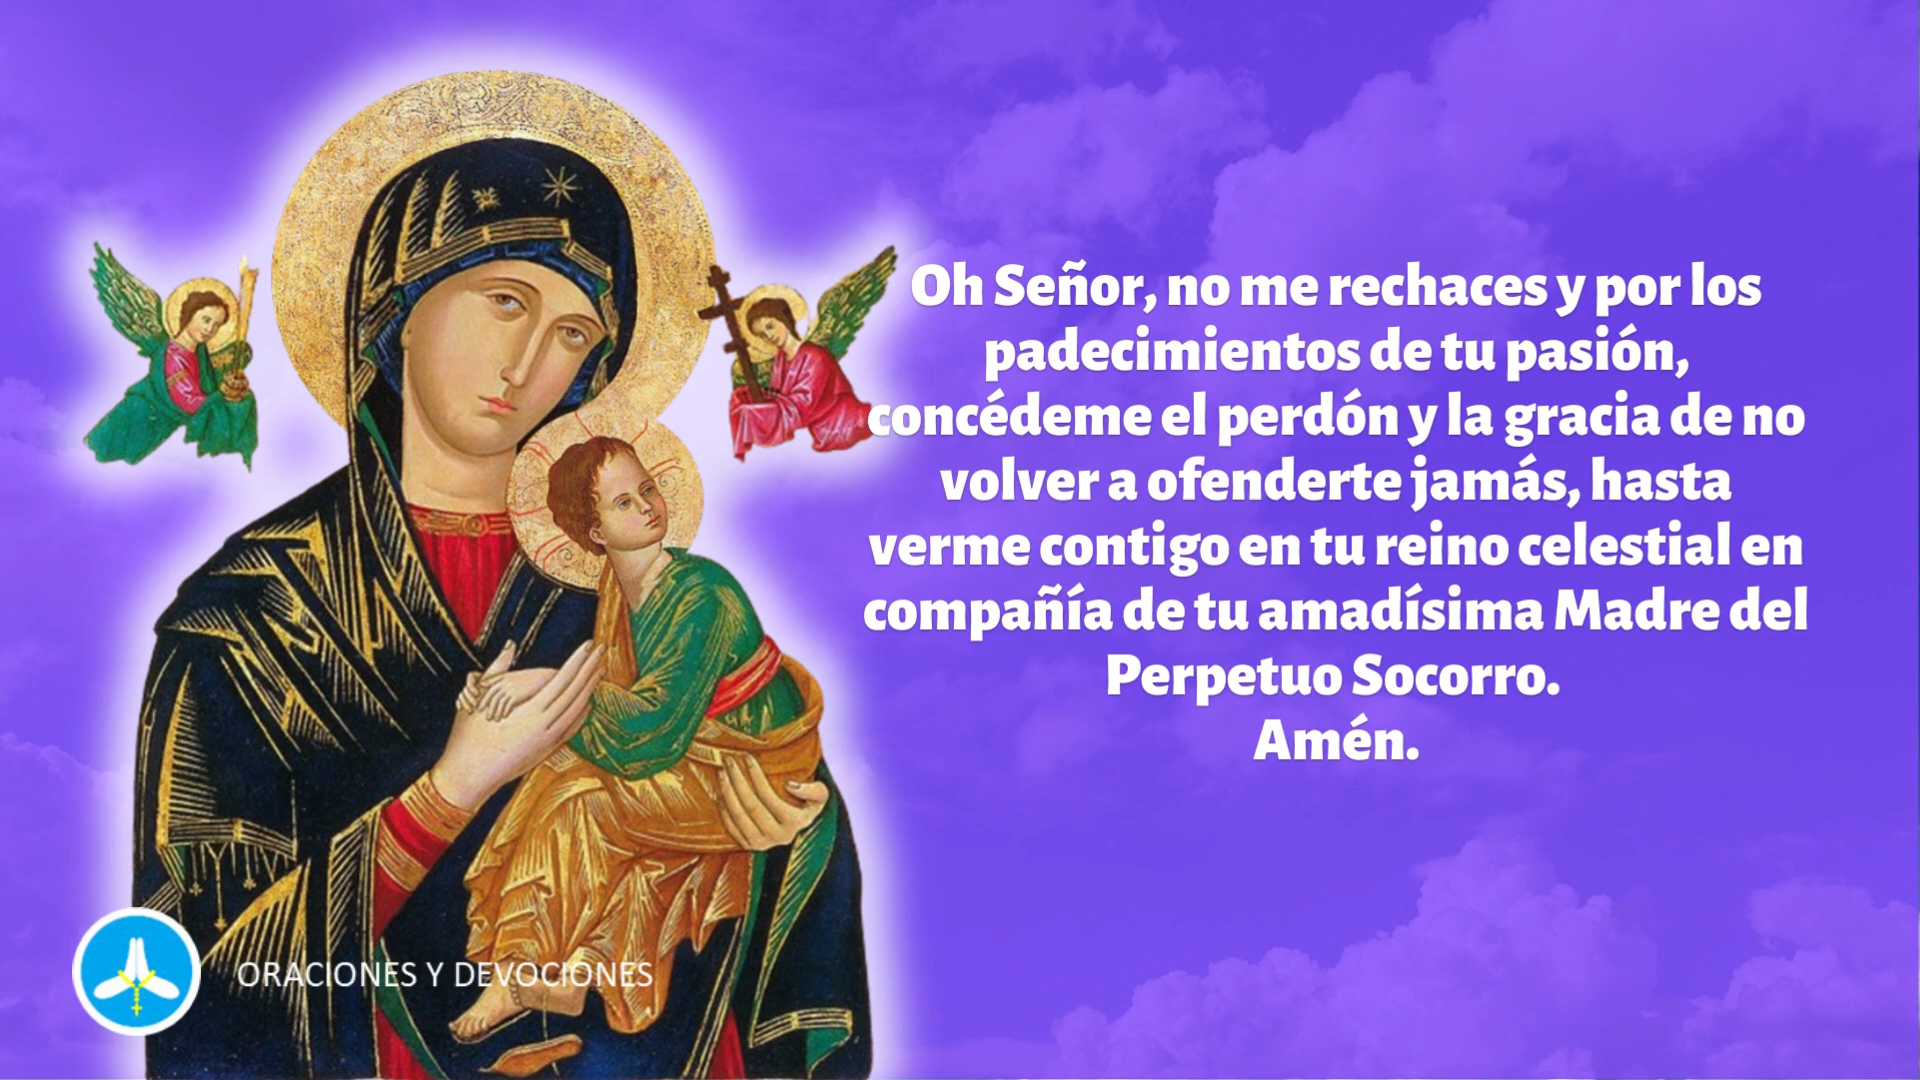 Oh Señor, no me rechaces y por los
padecimientos de tu pasión,
concédeme el perdón y la gracia de no
volver a ofenderte jamás, hasta
verme contigo en tu reino celestial en
compañía de tu amadísima Madre del
Perpetuo Socorro.
Amén.
ORACIONES Y DEVOCIONES